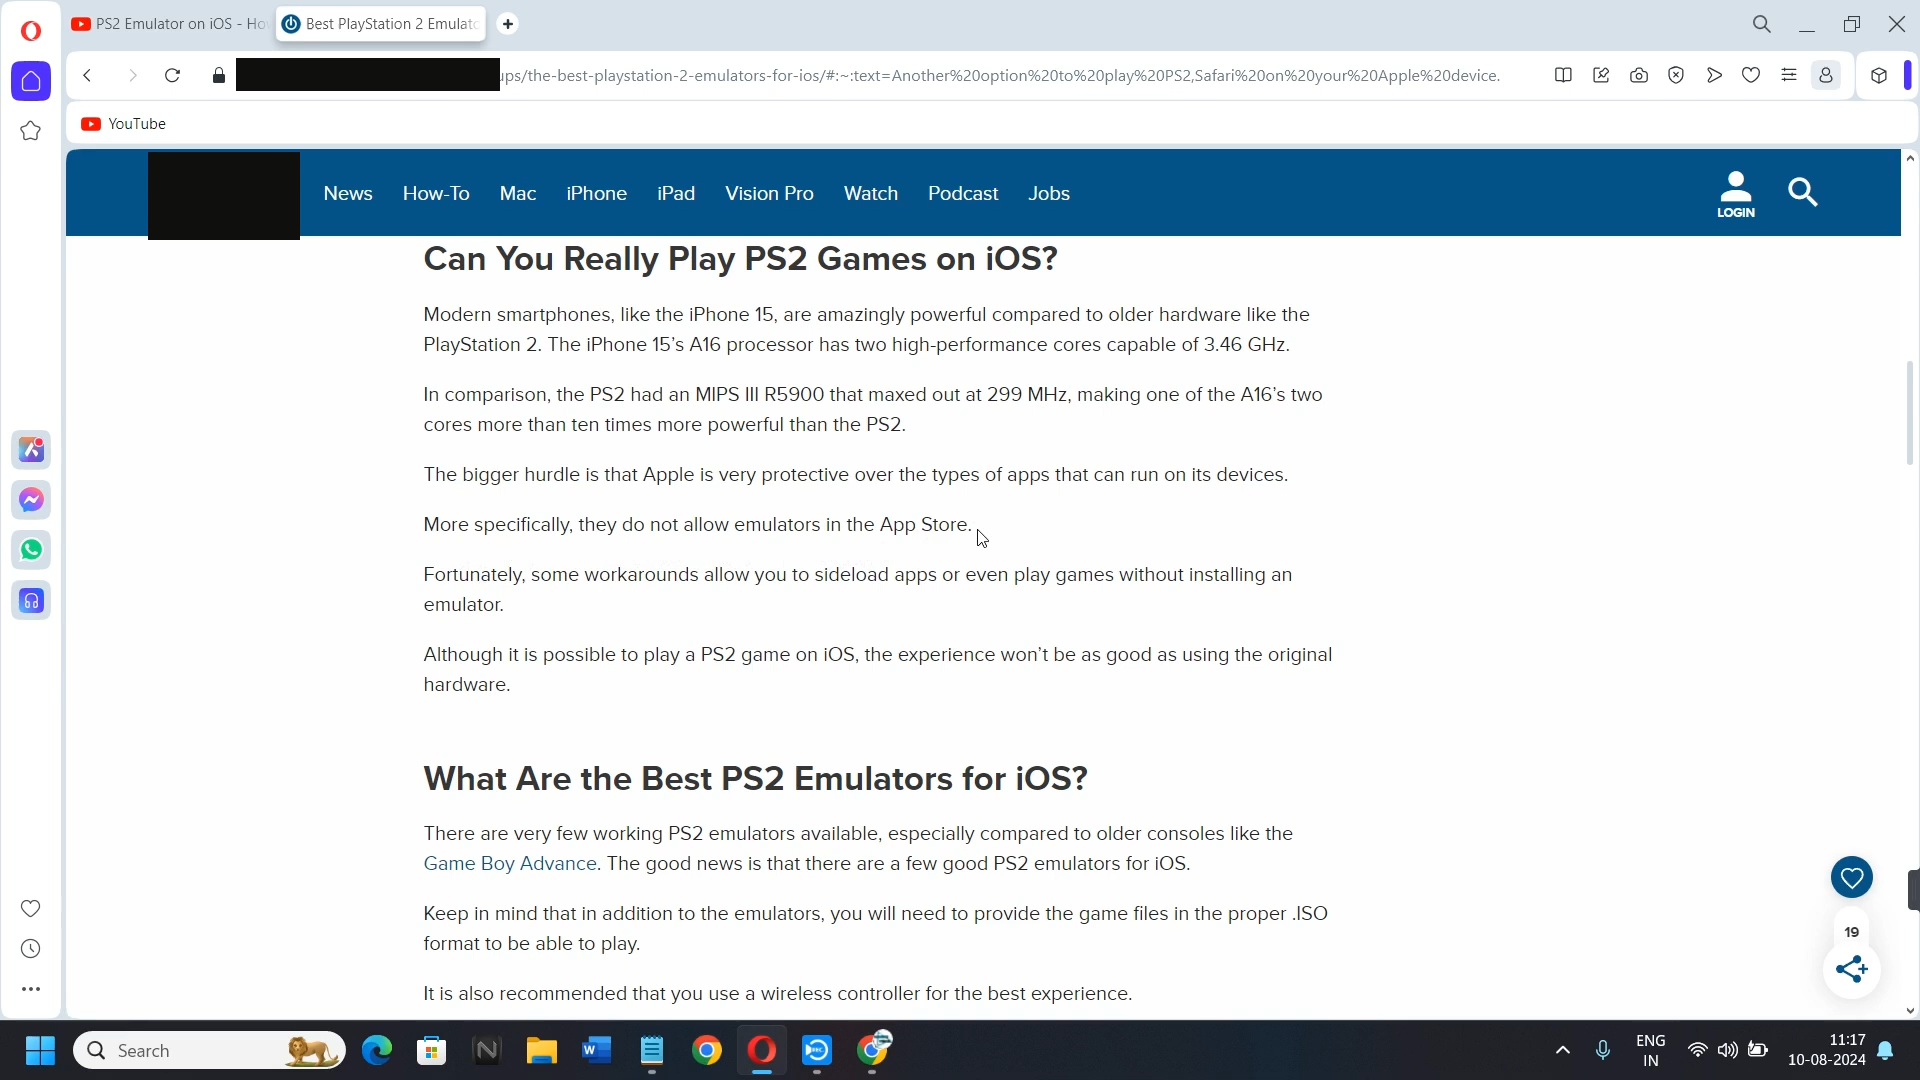 PS2 Emulator on iOS - Ho
Best PlayStation 2 Emulato
ups/the-best-playstation-2-emulators-for-ios/#:~:text=Another%20option%20to%20play%20PS2,Safari%20on%20your%20Apple%20device.
YouTube
News How-To Mac iPhone iPad Vision Pro Watch Podcast Jobs
LOGIN
Can You Really Play PS2 Games on iOS?
Modern smartphones, like the iPhone 15, are amazingly powerful compared to older hardware like the
PlayStation 2. The iPhone 15's A16 processor has two high-performance cores capable of 3.46 GHz.
In comparison, the PS2 had an MIPS III R5900 that maxed out at 299 MHz, making one of the A16's two
cores more than ten times more powerful than the PS2.
The bigger hurdle is that Apple is very protective over the types of apps that can run on its devices.
More specifically, they do not allow emulators in the App Store.
Fortunately, some workarounds allow you to sideload apps or even play games without installing an
emulator.
Although it is possible to play a PS2 game on iOS, the experience won't be as good as using the original
hardware.
What Are the Best PS2 Emulators for iOS?
There are very few working PS2 emulators available, especially compared to older consoles like the
Game Boy Advance. The good news is that there are a few good PS2 emulators for iOS.
Keep in mind that in addition to the emulators, you will need to provide the game files in the proper .ISO
format to be able to play.
It is also recommended that you use a wireless controller for the best experience.
19
Search
ENG
IN
11:17
10-08-2024